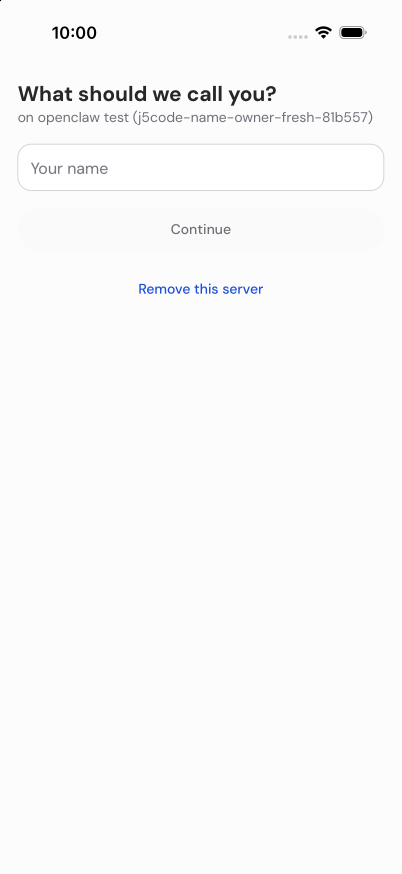 10:00
What should we call you?
on openclaw test (j5code-name-owner-fresh-81b557)
Your name
Continue
Remove this server